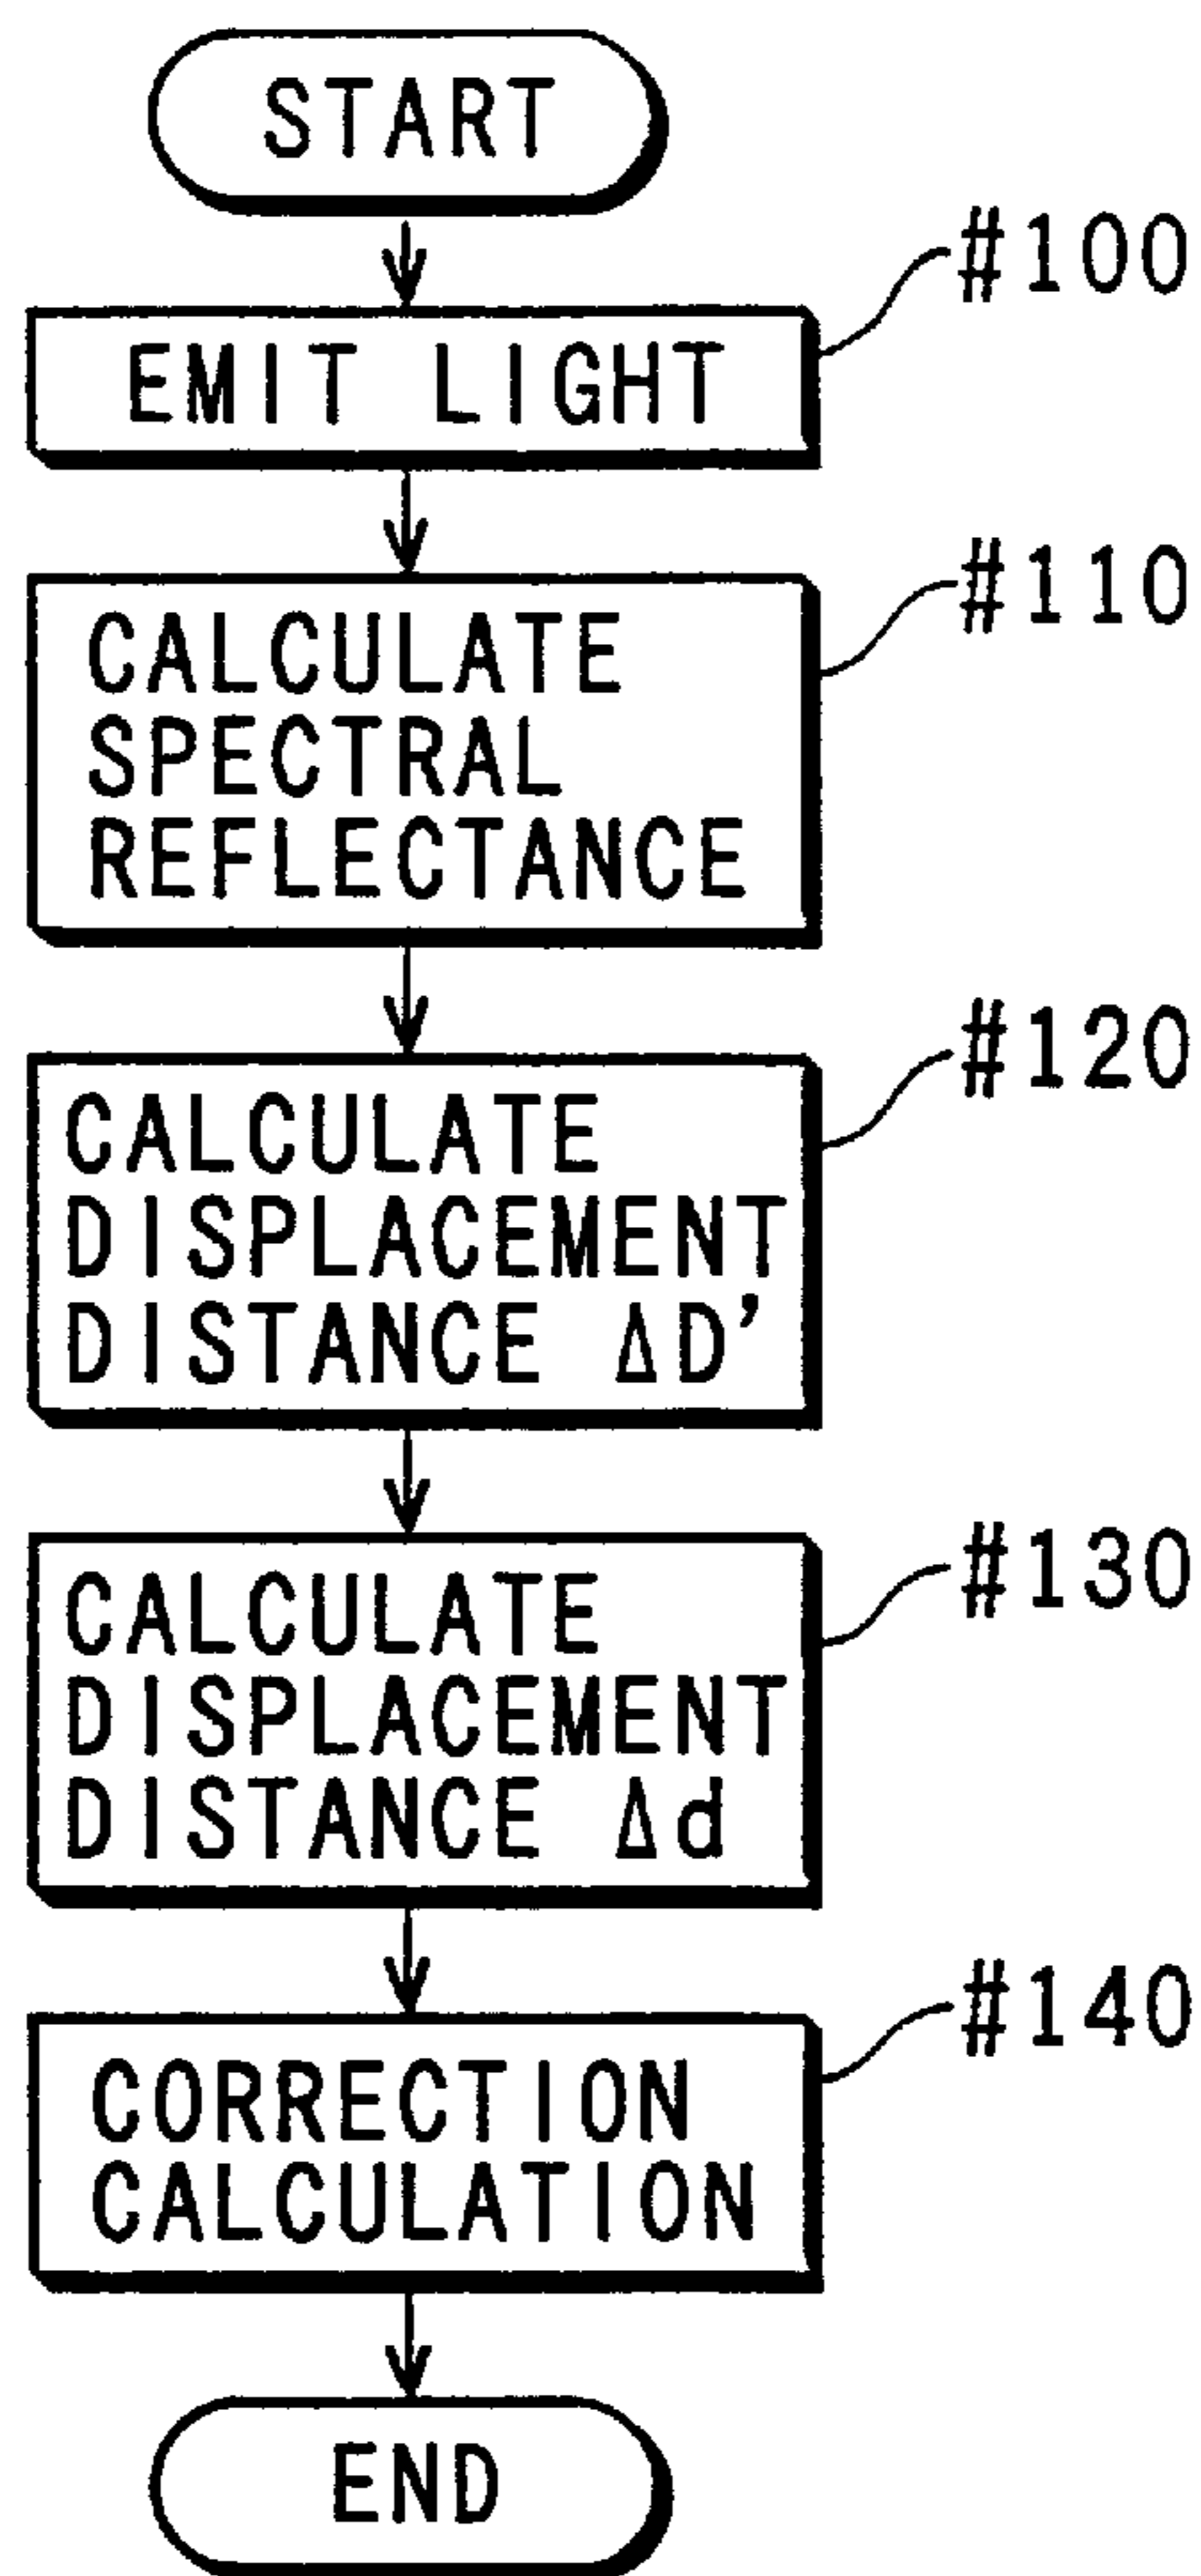 START
#100
EMIT LIGHT
#110
CALCULATE
SPECTRAL
REFLECTANCE
#120
CALCULATE
DISPLACEMENT
DISTANCE ΔD'
#130
CALCULATE
DISPLACEMENT
DISTANCE Δd
#140
CORRECTION
CALCULATION
END